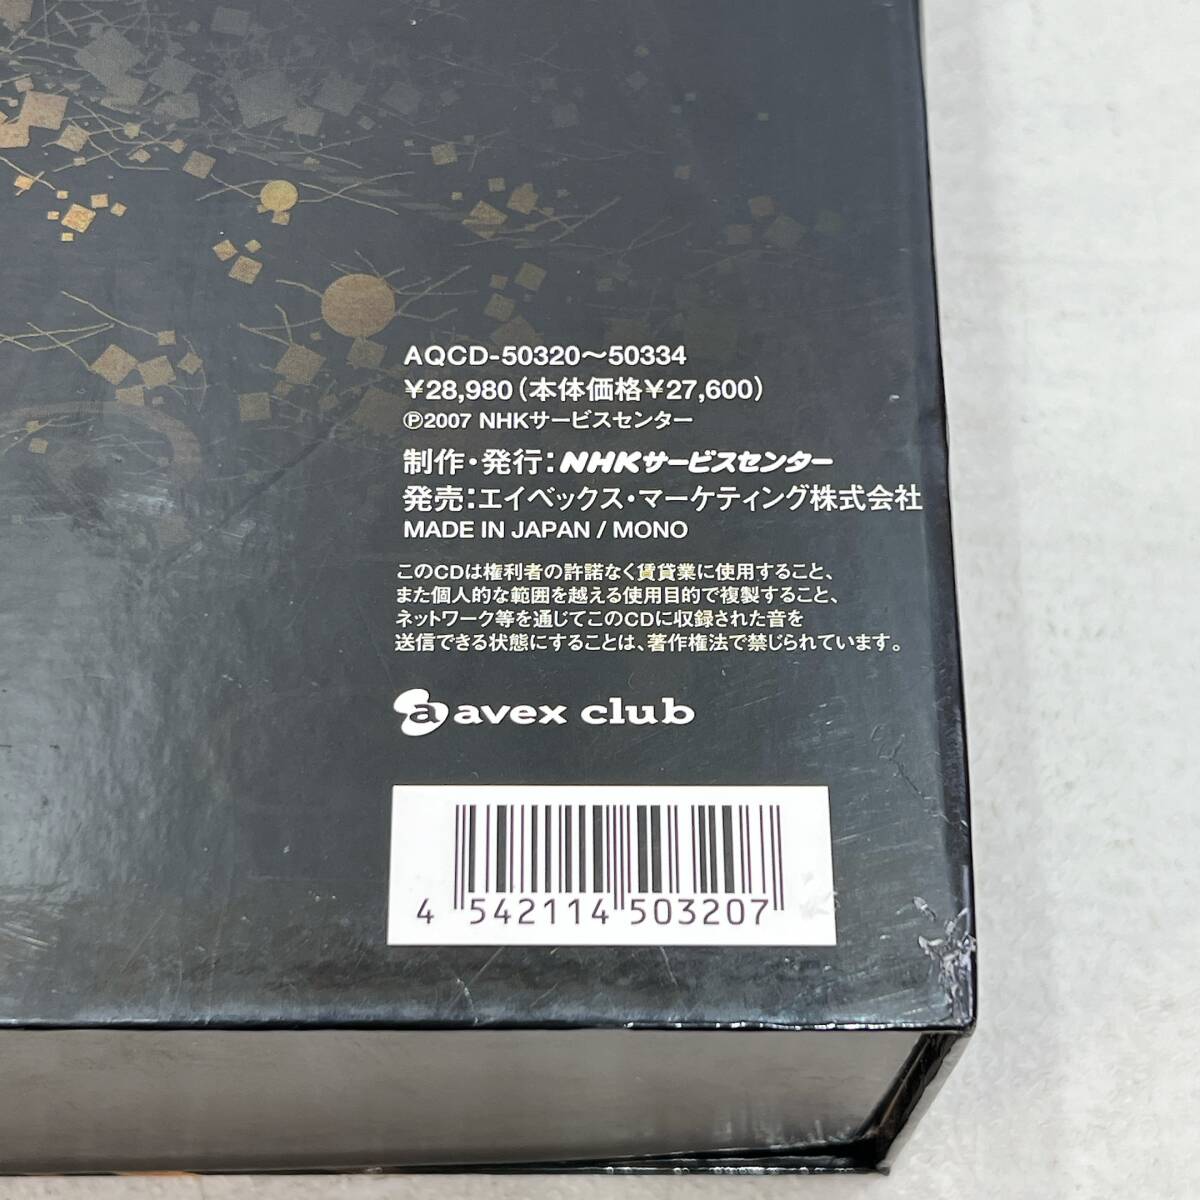 AQCD-50320〜50334
¥28,980（本体価格¥27,600）
Ⓟ2007 NHKサービスセンター
制作・発行：NHKサービスセンター
発売：エイベックス・マーケティング株式会社
MADE IN JAPAN / MONO
このCDは権利者の許諾なく賃貸業に使用すること、
また個人的な範囲を越える使用目的で複製すること、
ネットワーク等を通じてこのCDに収録された音を
送信できる状態にすることは、著作権法で禁じられています。
a avex club
4 542114 503207